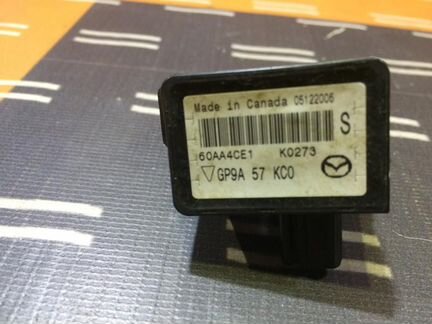 Made in Canada 05122006
S
60AA4CE1 K0273
▽GP9A 57 KC0